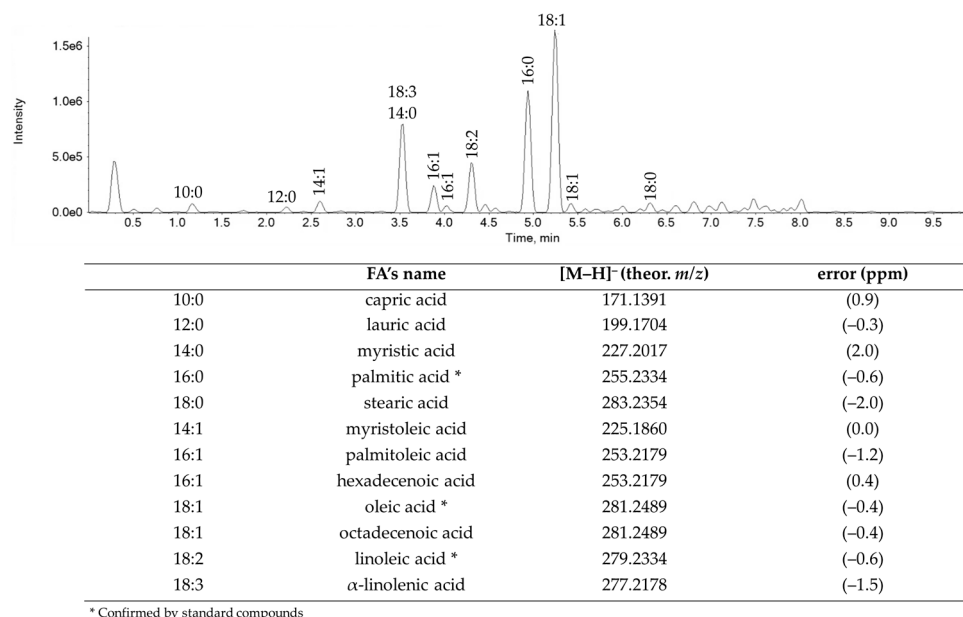 18:1
1.5e6
16:0
1.0e6
18:3
14:0
Intensity
18:2
5.0e5
16:1
16:1
14:1
10:0
12:0
18:1
18:0
0.0e0
0.5 1.0 1.5 2.0 2.5 3.0 3.5 4.0 4.5 5.0 5.5 6.0 6.5 7.0 7.5 8.0 8.5 9.0 9.5
Time, min
FA's name [M–H]⁻ (theor. m/z) error (ppm)
10:0 capric acid 171.1391 (0.9)
12:0 lauric acid 199.1704 (–0.3)
14:0 myristic acid 227.2017 (2.0)
16:0 palmitic acid * 255.2334 (–0.6)
18:0 stearic acid 283.2354 (–2.0)
14:1 myristoleic acid 225.1860 (0.0)
16:1 palmitoleic acid 253.2179 (–1.2)
16:1 hexadecenoic acid 253.2179 (0.4)
18:1 oleic acid * 281.2489 (–0.4)
18:1 octadecenoic acid 281.2489 (–0.4)
18:2 linoleic acid * 279.2334 (–0.6)
18:3 α-linolenic acid 277.2178 (–1.5)
* Confirmed by standard compounds